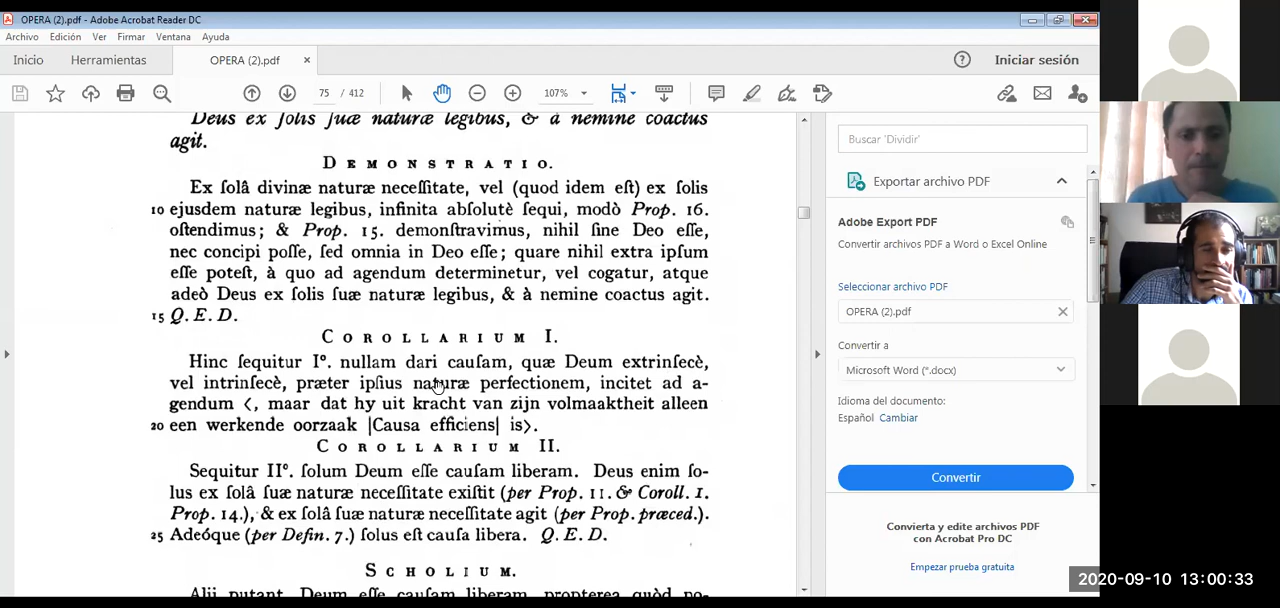 OPERA (2).pdf - Adobe Acrobat Reader DC
Archivo Edición Ver Firmar Ventana Ayuda
Inicio Herramientas OPERA (2).pdf × Iniciar sesión
75 / 412 107%
Deus ex ſolis ſuæ naturæ legibus, & à nemine coactus
agit.
DEMONSTRATIO.
Ex ſolâ divinæ naturæ neceſſitate, vel (quod idem eſt) ex ſolis
10 ejusdem naturæ legibus, infinita abſolutè ſequi, modò Prop. 16.
oſtendimus; & Prop. 15. demonſtravimus, nihil ſine Deo eſſe,
nec concipi poſſe, ſed omnia in Deo eſſe; quare nihil extra ipſum
eſſe poteſt, à quo ad agendum determinetur, vel cogatur, atque
adeò Deus ex ſolis ſuæ naturæ legibus, & à nemine coactus agit.
15 Q. E. D.
COROLLARIUM I.
Hinc ſequitur I°. nullam dari cauſam, quæ Deum extrinſecè,
vel intrinſecè, præter ipſius naturæ perfectionem, incitet ad a-
gendum <, maar dat hy uit kracht van zijn volmaaktheit alleen
20 een werkende oorzaak |Causa efficiens| is>.
COROLLARIUM II.
Sequitur II°. ſolum Deum eſſe cauſam liberam. Deus enim ſo-
lus ex ſolâ ſuæ naturæ neceſſitate exiſtit (per Prop. 11. & Coroll. 1.
Prop. 14.), & ex ſolâ ſuæ naturæ neceſſitate agit (per Prop. præced.).
25 Adeóque (per Defin. 7.) ſolus eſt cauſa libera. Q. E. D.
SCHOLIUM.
Alii putant, Deum eſſe cauſam liberam, propterea quòd po-
Buscar 'Dividir'
Exportar archivo PDF
Adobe Export PDF
Convertir archivos PDF a Word o Excel Online
Seleccionar archivo PDF
OPERA (2).pdf ×
Convertir a
Microsoft Word (*.docx)
Idioma del documento:
Español Cambiar
Convertir
Convierta y edite archivos PDF
con Acrobat Pro DC
Empezar prueba gratuita
2020-09-10 13:00:33